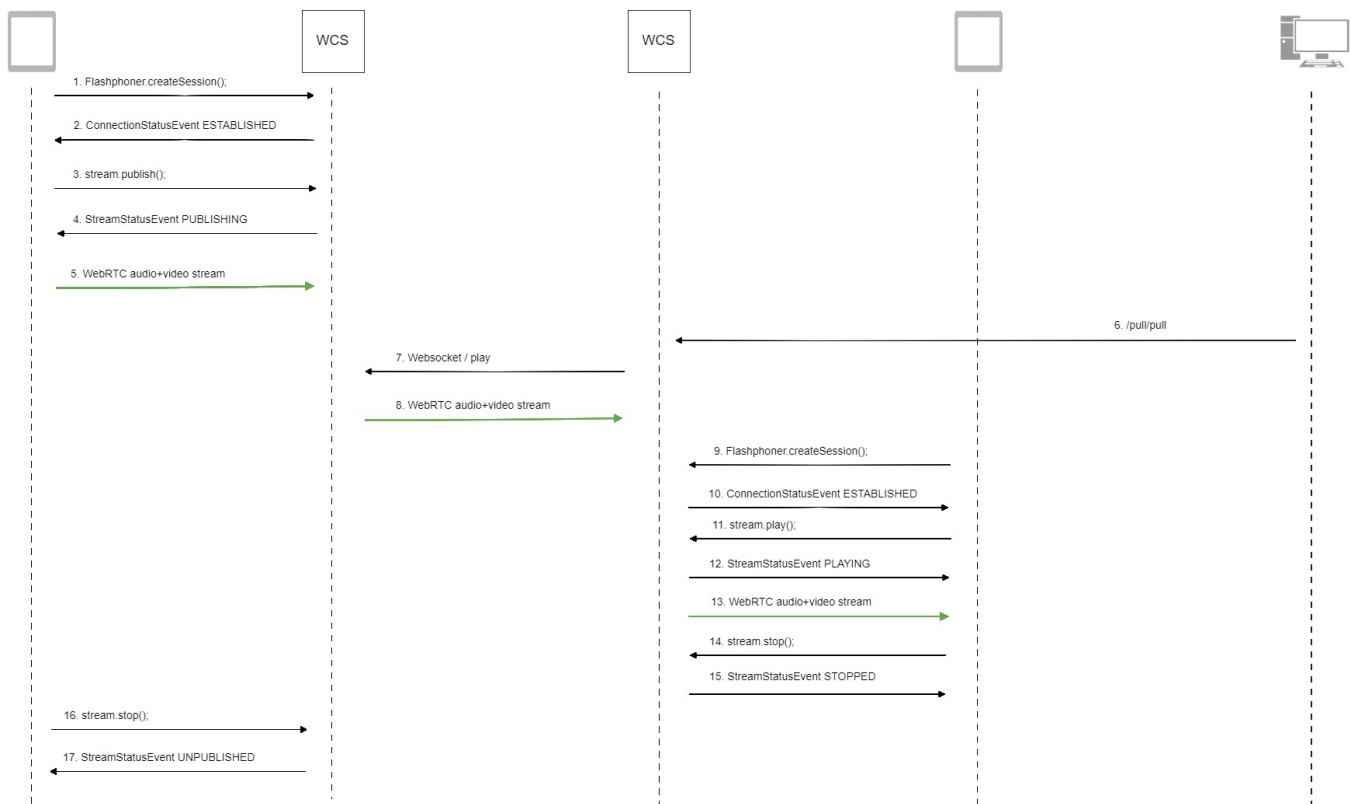 WCS
WCS
1. Flashphoner.createSession();
2. ConnectionStatusEvent ESTABLISHED
3. stream.publish();
4. StreamStatusEvent PUBLISHING
5. WebRTC audio+video stream
6. /pull/pull
7. Websocket / play
8. WebRTC audio+video stream
9. Flashphoner.createSession();
10. ConnectionStatusEvent ESTABLISHED
11. stream.play();
12. StreamStatusEvent PLAYING
13. WebRTC audio+video stream
14. stream.stop();
15. StreamStatusEvent STOPPED
16. stream.stop();
17. StreamStatusEvent UNPUBLISHED